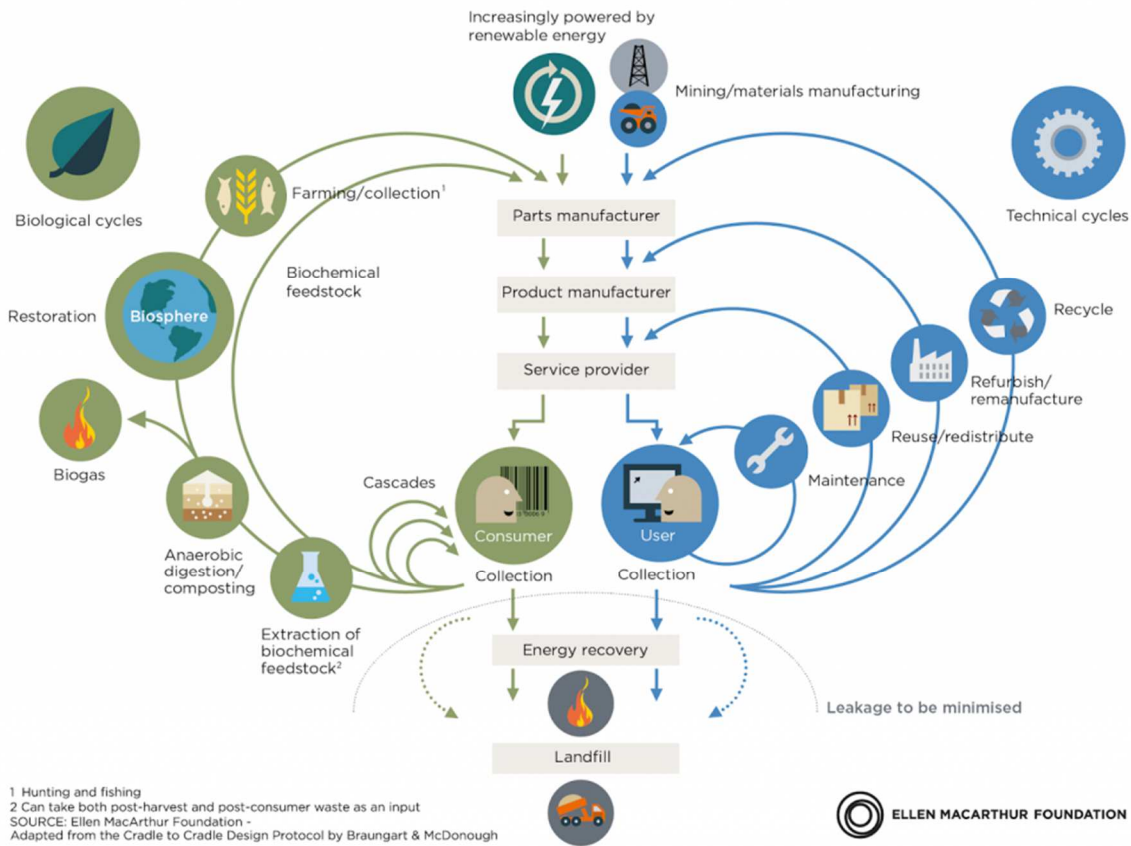 Increasingly powered by
renewable energy
Mining/materials manufacturing
Biological cycles
Technical cycles
Farming/collection¹
Parts manufacturer
Biochemical
feedstock
Product manufacturer
Restoration
Biosphere
Recycle
Service provider
Refurbish/
remanufacture
Reuse/redistribute
Biogas
Maintenance
Cascades
Consumer
User
Anaerobic
digestion/
composting
Collection
Collection
Extraction of
biochemical
feedstock²
Energy recovery
Leakage to be minimised
Landfill
1 Hunting and fishing
2 Can take both post-harvest and post-consumer waste as an input
SOURCE: Ellen MacArthur Foundation -
Adapted from the Cradle to Cradle Design Protocol by Braungart & McDonough
ELLEN MACARTHUR FOUNDATION